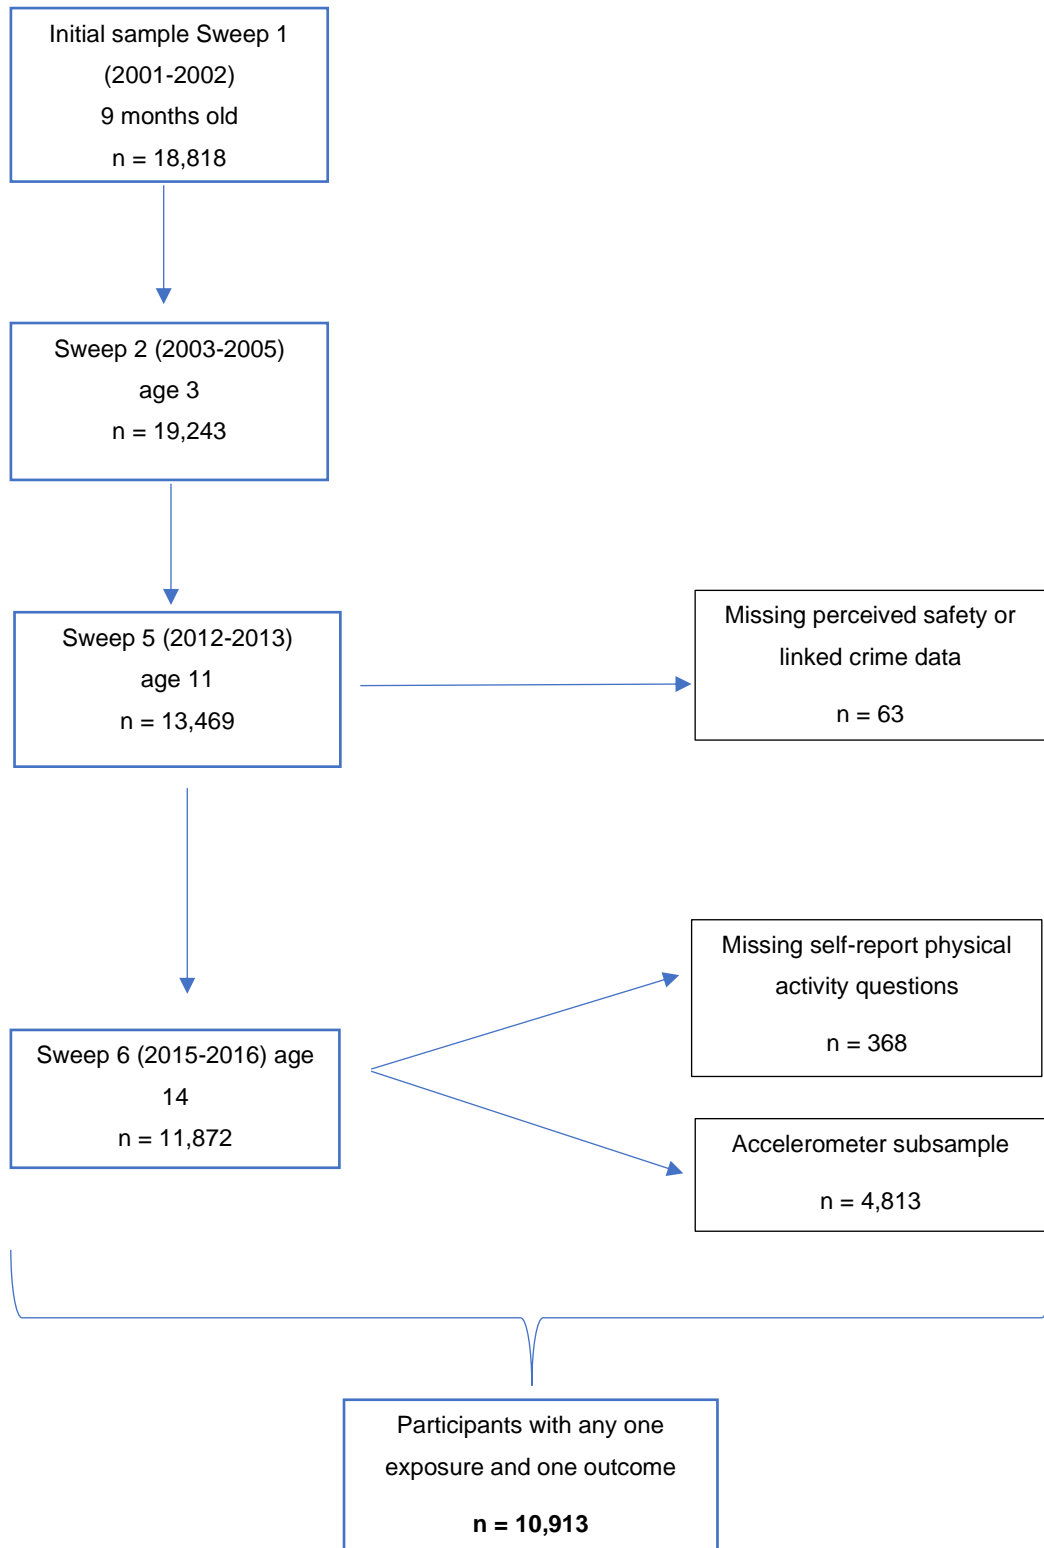 Initial sample Sweep 1
(2001-2002)
9 months old
n = 18,818
Sweep 2 (2003-2005)
age 3
n = 19,243
Sweep 5 (2012-2013)
age 11
n = 13,469
Missing perceived safety or
linked crime data
n = 63
Missing self-report physical
activity questions
n = 368
Sweep 6 (2015-2016) age
14
n = 11,872
Accelerometer subsample
n = 4,813
Participants with any one
exposure and one outcome
n = 10,913